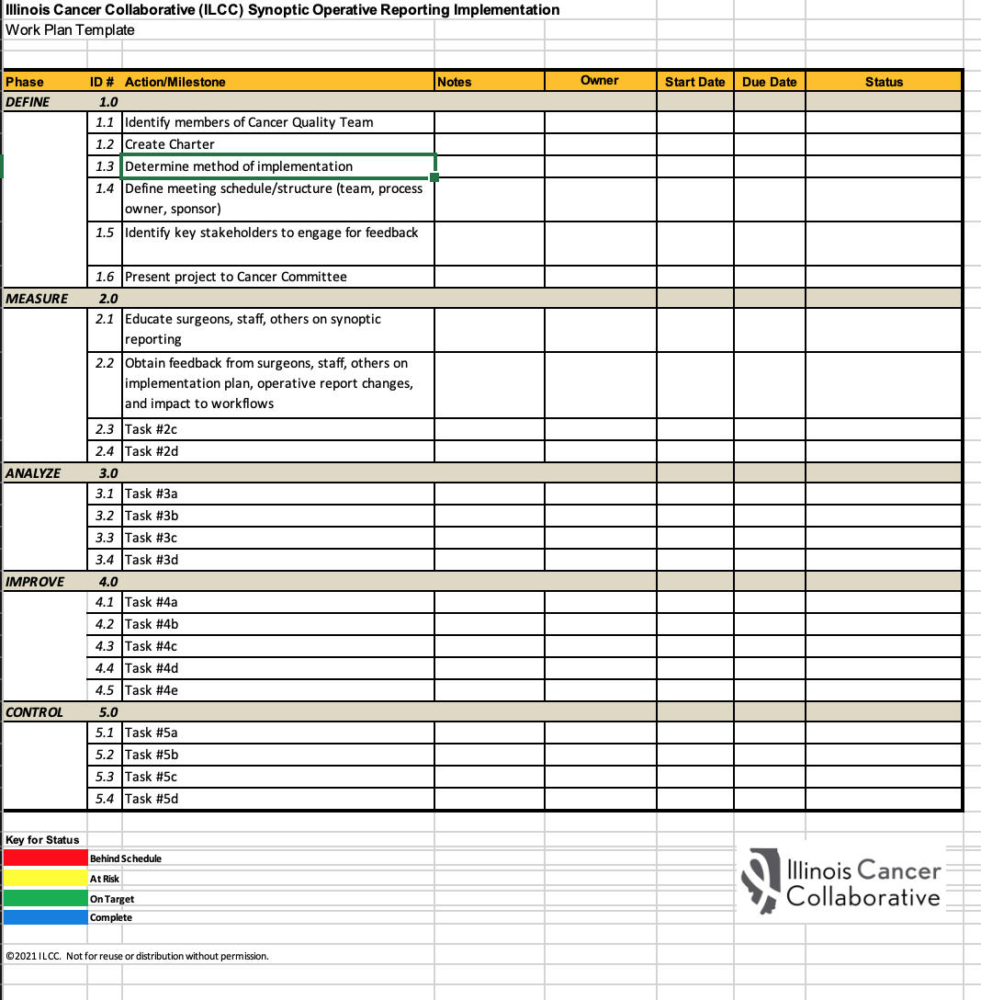 Illinois Cancer Collaborative (ILCC) Synoptic Operative Reporting Implementation
Work Plan Template
Phase ID # Action/Milestone Notes Owner Start Date Due Date Status
DEFINE 1.0
1.1 Identify members of Cancer Quality Team
1.2 Create Charter
1.3 Determine method of implementation
1.4 Define meeting schedule/structure (team, process
owner, sponsor)
1.5 Identify key stakeholders to engage for feedback
1.6 Present project to Cancer Committee
MEASURE 2.0
2.1 Educate surgeons, staff, others on synoptic
reporting
2.2 Obtain feedback from surgeons, staff, others on
implementation plan, operative report changes,
and impact to workflows
2.3 Task #2c
2.4 Task #2d
ANALYZE 3.0
3.1 Task #3a
3.2 Task #3b
3.3 Task #3c
3.4 Task #3d
IMPROVE 4.0
4.1 Task #4a
4.2 Task #4b
4.3 Task #4c
4.4 Task #4d
4.5 Task #4e
CONTROL 5.0
5.1 Task #5a
5.2 Task #5b
5.3 Task #5c
5.4 Task #5d
Key for Status
Behind Schedule
At Risk
On Target
Complete
Illinois Cancer
Collaborative
©2021 ILCC. Not for reuse or distribution without permission.